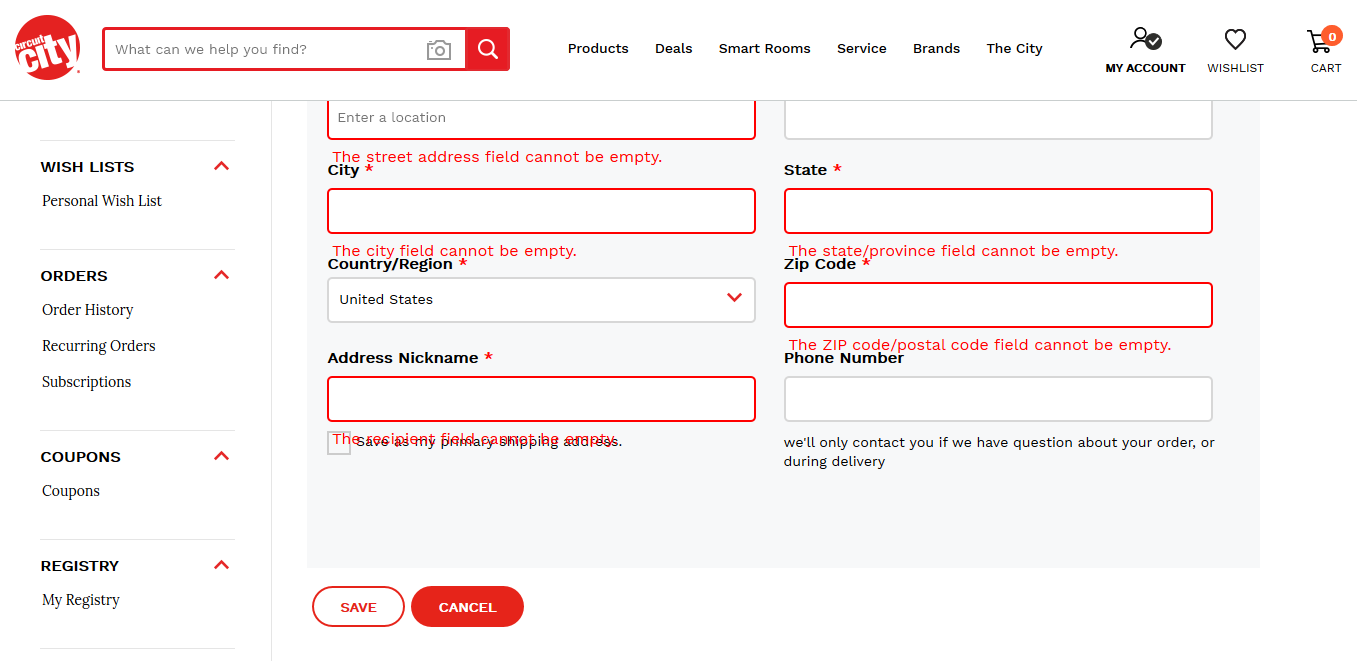 circuit
city
What can we help you find?
Products
Deals
Smart Rooms
Service
Brands
The City
MY ACCOUNT
WISHLIST
0
CART
WISH LISTS
Personal Wish List
ORDERS
Order History
Recurring Orders
Subscriptions
COUPONS
Coupons
REGISTRY
My Registry
Enter a location
The street address field cannot be empty.
City *
State *
The city field cannot be empty.
The state/province field cannot be empty.
Country/Region *
Zip Code *
United States
The ZIP code/postal code field cannot be empty.
Address Nickname *
Phone Number
The recipient field cannot be empty.
Save as my primary shipping address.
we'll only contact you if we have question about your order, or
during delivery
SAVE
CANCEL